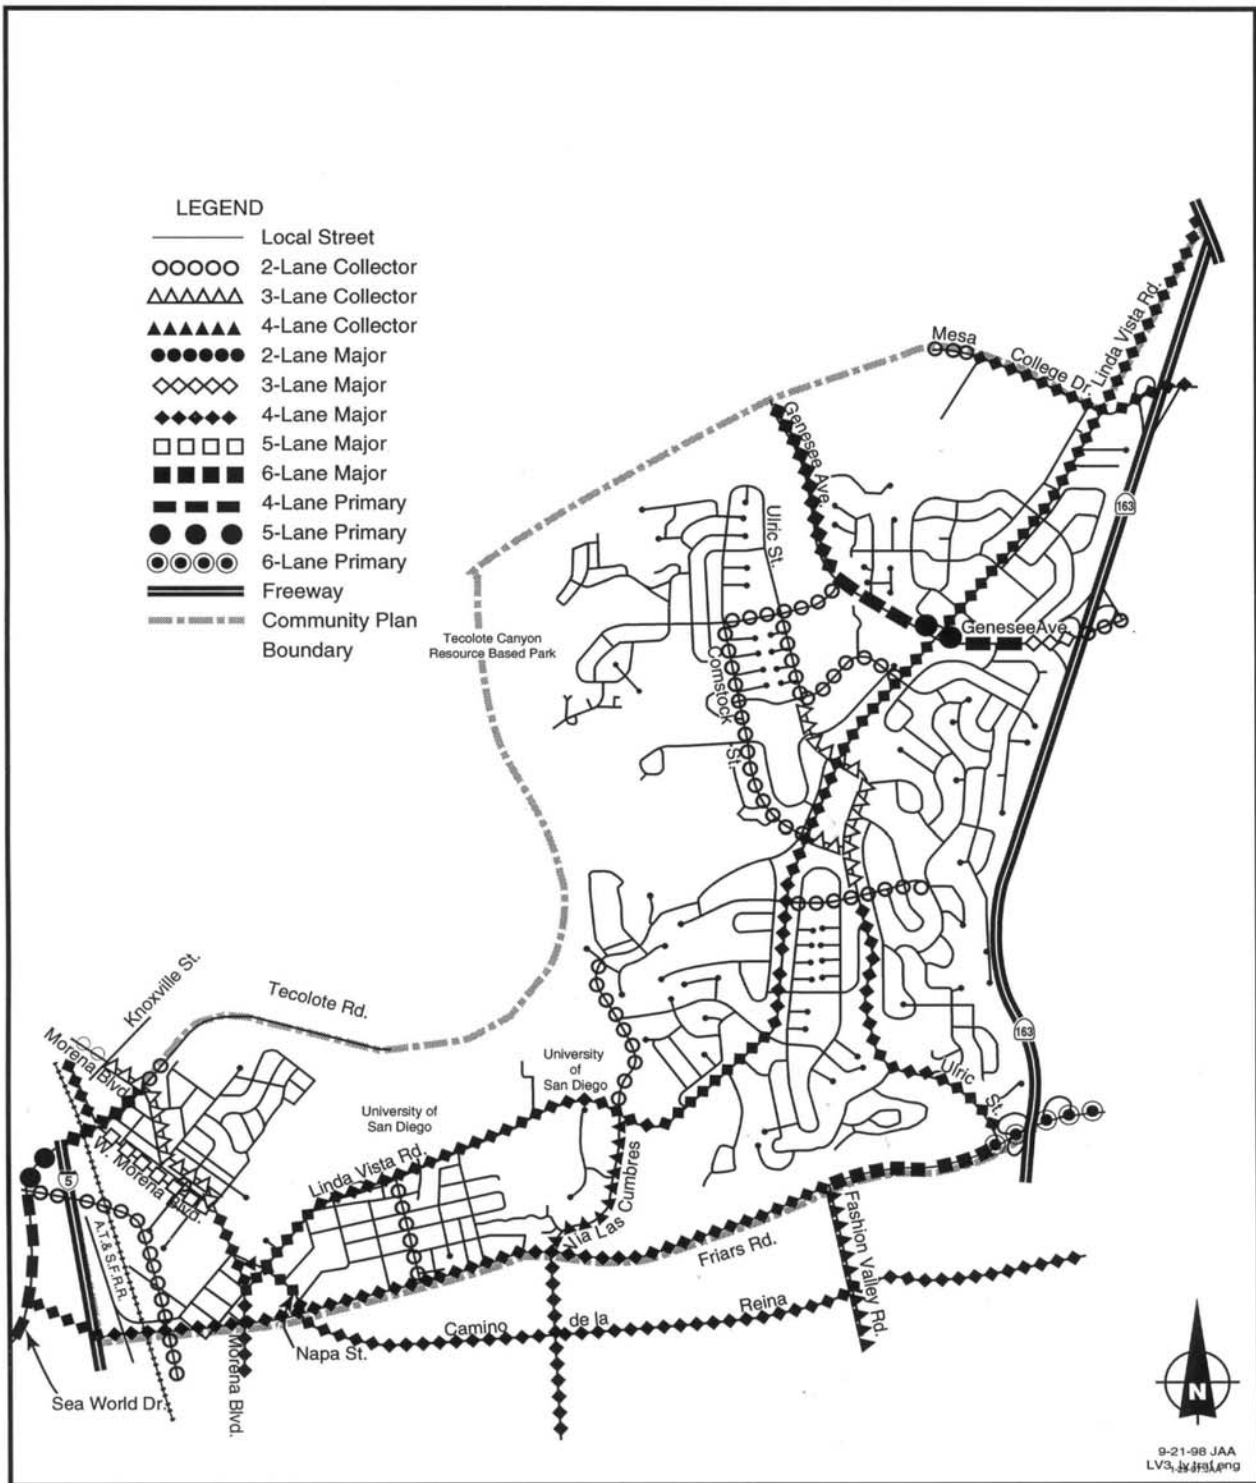 LEGEND
Local Street
2-Lane Collector
3-Lane Collector
4-Lane Collector
2-Lane Major
3-Lane Major
4-Lane Major
5-Lane Major
6-Lane Major
4-Lane Primary
5-Lane Primary
6-Lane Primary
Freeway
Community Plan
Boundary
Linda Vista Rd.
Mesa
College Dr.
Genesee Ave.
163
Ulric St.
GeneseeAve.
Tecolote Canyon
Resource Based Park
Comstock
St.
Knoxville St.
Tecolote Rd.
Morena Blvd.
163
University
of
San Diego
Ulric
St.
University of
San Diego
Linda Vista Rd.
W. Morena Blvd.
5
A.T.& S.F.R.R.
Via Las
Cumbres
Friars Rd.
Fashion Valley Rd.
Camino
de la
Reina
Napa St.
Morena Blvd.
Sea World Dr.
N
9-21-98 JAA